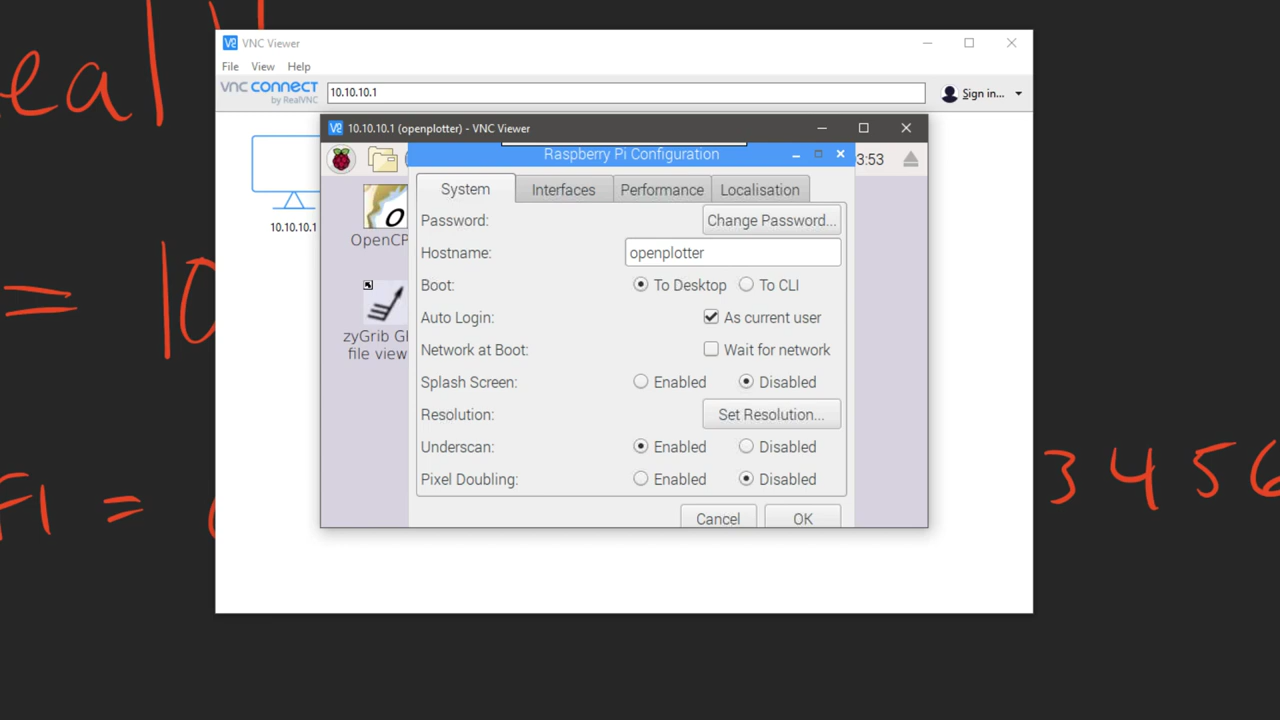 eal
VNC Viewer
File View Help
VNC CONNECT
by RealVNC
10.10.10.1
Sign in...
10.10.10.1 (openplotter) - VNC Viewer
Raspberry Pi Configuration
3:53
System Interfaces Performance Localisation
Password: Change Password...
10.10.10.1
OpenCP
Hostname: openplotter
Boot: To Desktop To CLI
= 10
Auto Login: As current user
zyGrib G
file view
Network at Boot: Wait for network
Splash Screen: Enabled Disabled
Resolution: Set Resolution...
Underscan: Enabled Disabled
Pixel Doubling: Enabled Disabled
FI = 3 4 5 6
Cancel OK